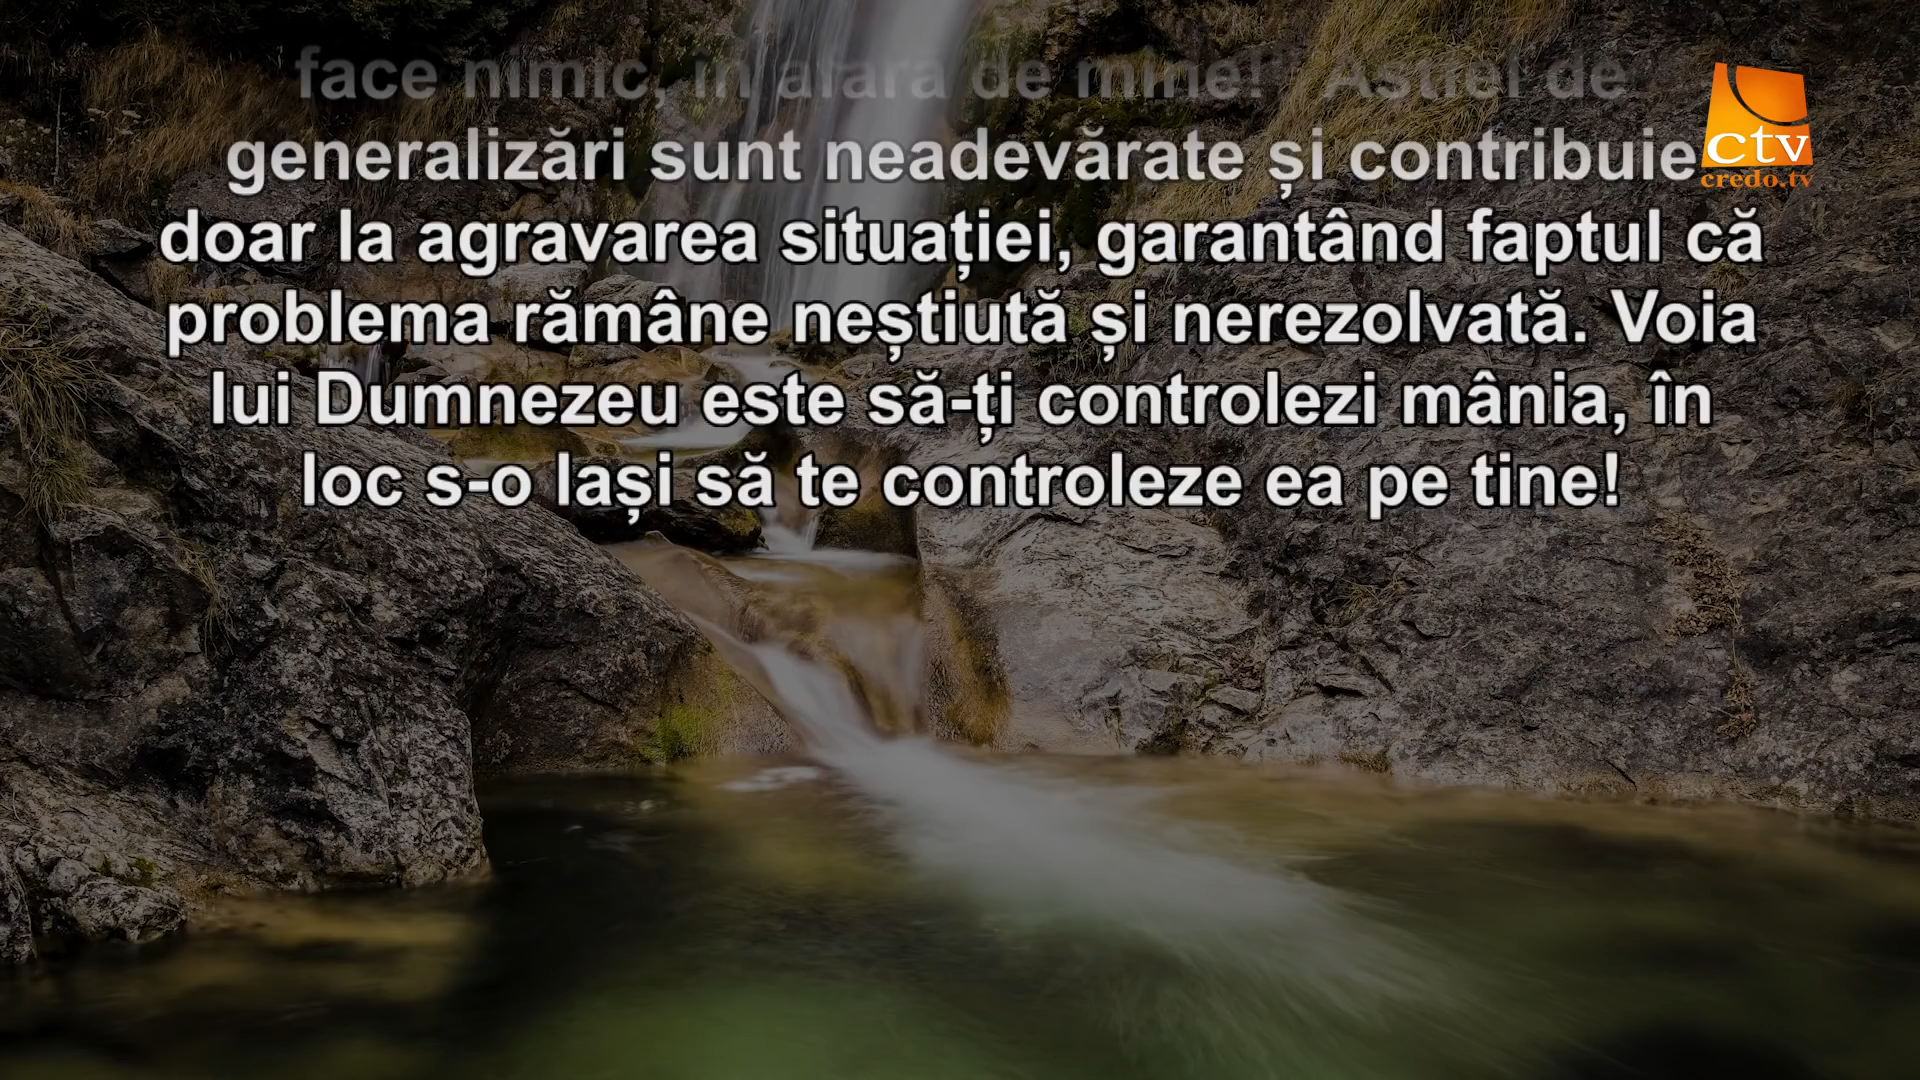 face nimic, în afară de mine!" Astfel de
generalizări sunt neadevărate și contribuie
doar la agravarea situației, garantând faptul că
problema rămâne neștiută și nerezolvată. Voia
lui Dumnezeu este să-ți controlezi mânia, în
loc s-o lași să te controleze ea pe tine!
ctv
credo.tv